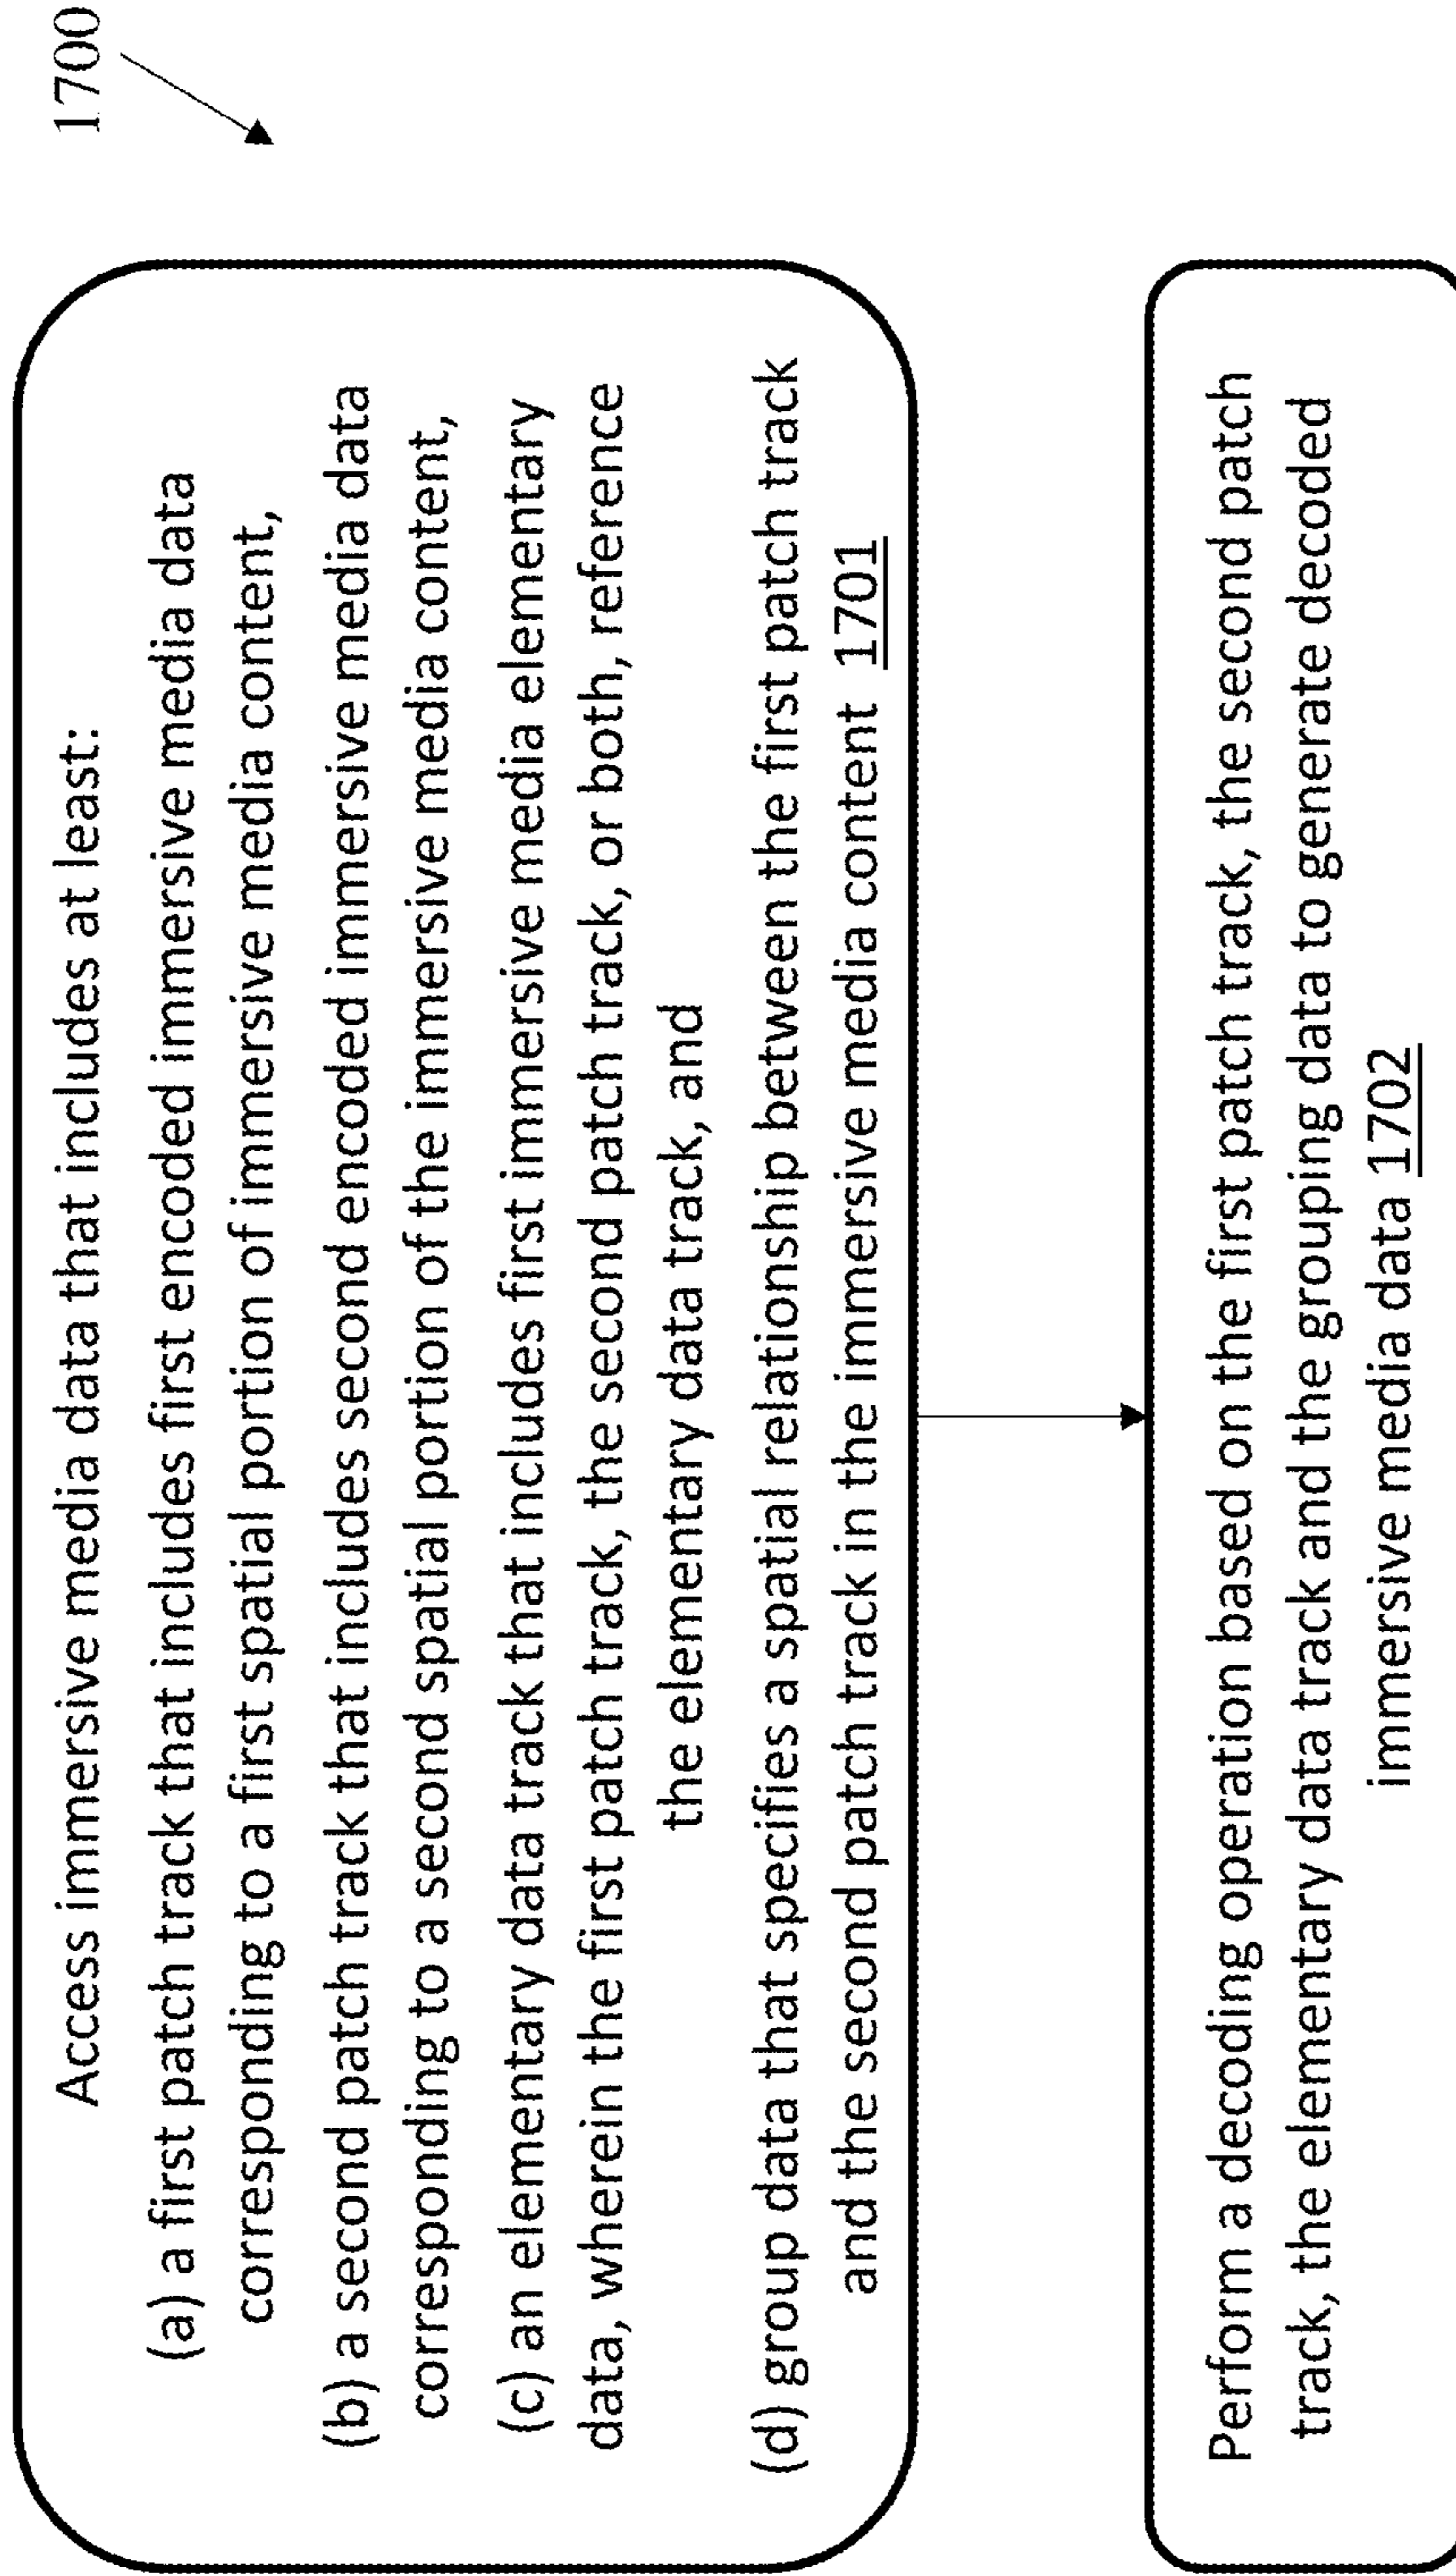 1700
Access immersive media data that includes at least:
(a) a first patch track that includes first encoded immersive media data
corresponding to a first spatial portion of immersive media content,
(b) a second patch track that includes second encoded immersive media data
corresponding to a second spatial portion of the immersive media content,
(c) an elementary data track that includes first immersive media elementary
data, wherein the first patch track, the second patch track, or both, reference
the elementary data track, and
(d) group data that specifies a spatial relationship between the first patch track
and the second patch track in the immersive media content 1701
Perform a decoding operation based on the first patch track, the second patch
track, the elementary data track and the grouping data to generate decoded
immersive media data 1702